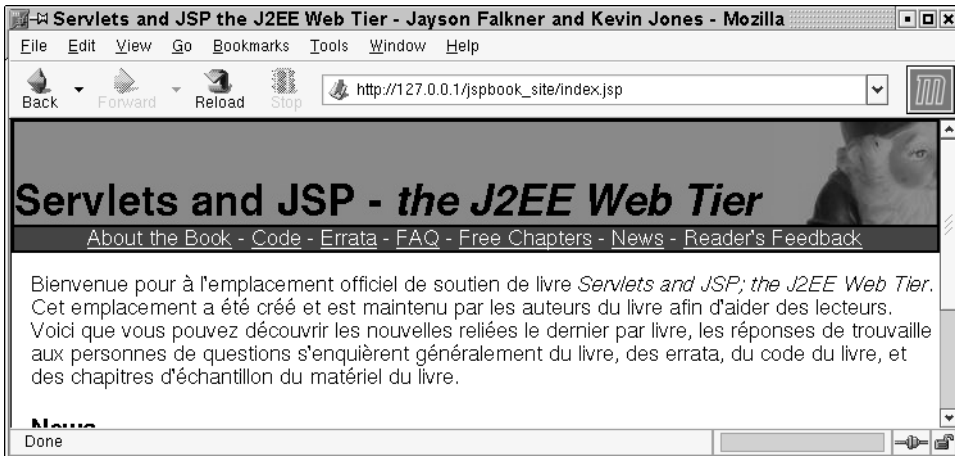 Servlets and JSP the J2EE Web Tier - Jayson Falkner and Kevin Jones - Mozilla
File Edit View Go Bookmarks Tools Window Help
Back Forward Reload Stop http://127.0.0.1/jspbook_site/index.jsp
Servlets and JSP - the J2EE Web Tier
About the Book - Code - Errata - FAQ - Free Chapters - News - Reader's Feedback
Bienvenue pour à l'emplacement officiel de soutien de livre Servlets and JSP; the J2EE Web Tier.
Cet emplacement a été créé et est maintenu par les auteurs du livre afin d'aider des lecteurs.
Voici que vous pouvez découvrir les nouvelles reliées le dernier par livre, les réponses de trouvaille
aux personnes de questions s'enquièrent généralement du livre, des errata, du code du livre, et
des chapitres d'échantillon du matériel du livre.
News
Done